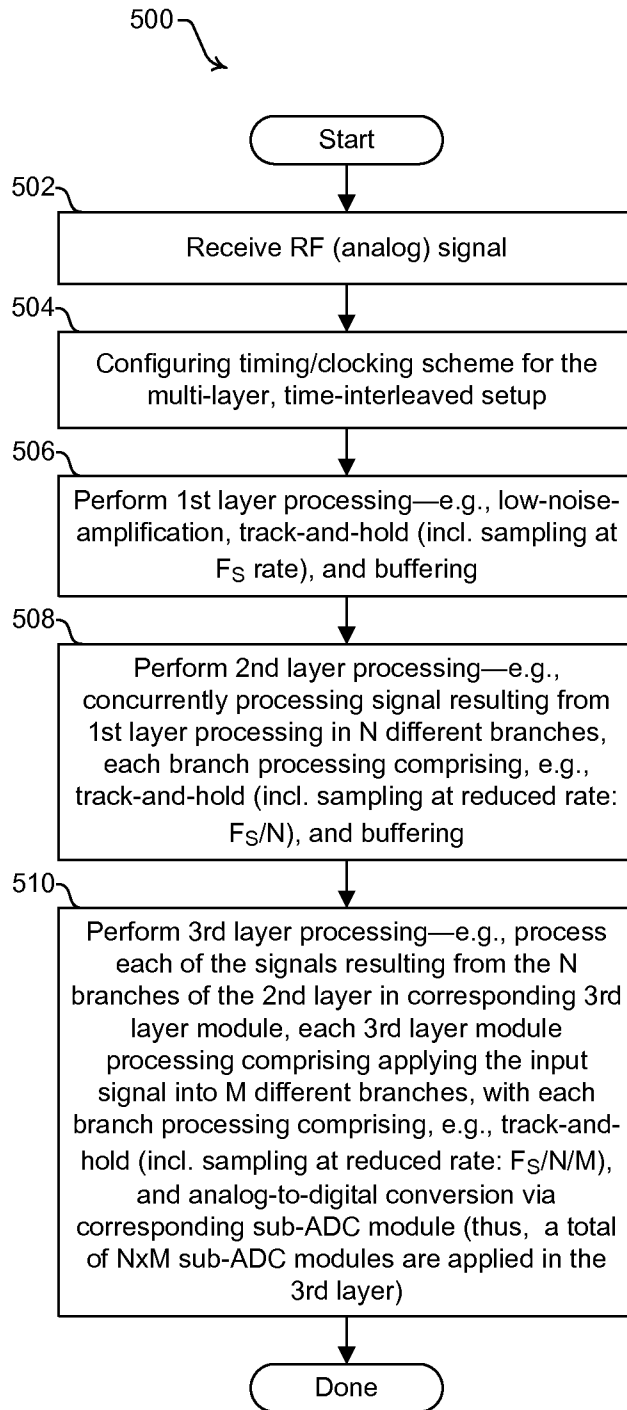 500
Start
502
Receive RF (analog) signal
504
Configuring timing/clocking scheme for the
multi-layer, time-interleaved setup
506
Perform 1st layer processing—e.g., low-noise-
amplification, track-and-hold (incl. sampling at
FS rate), and buffering
508
Perform 2nd layer processing—e.g.,
concurrently processing signal resulting from
1st layer processing in N different branches,
each branch processing comprising, e.g.,
track-and-hold (incl. sampling at reduced rate:
FS/N), and buffering
510
Perform 3rd layer processing—e.g., process
each of the signals resulting from the N
branches of the 2nd layer in corresponding 3rd
layer module, each 3rd layer module
processing comprising applying the input
signal into M different branches, with each
branch processing comprising, e.g., track-and-
hold (incl. sampling at reduced rate: FS/N/M),
and analog-to-digital conversion via
corresponding sub-ADC module (thus, a total
of NxM sub-ADC modules are applied in the
3rd layer)
Done